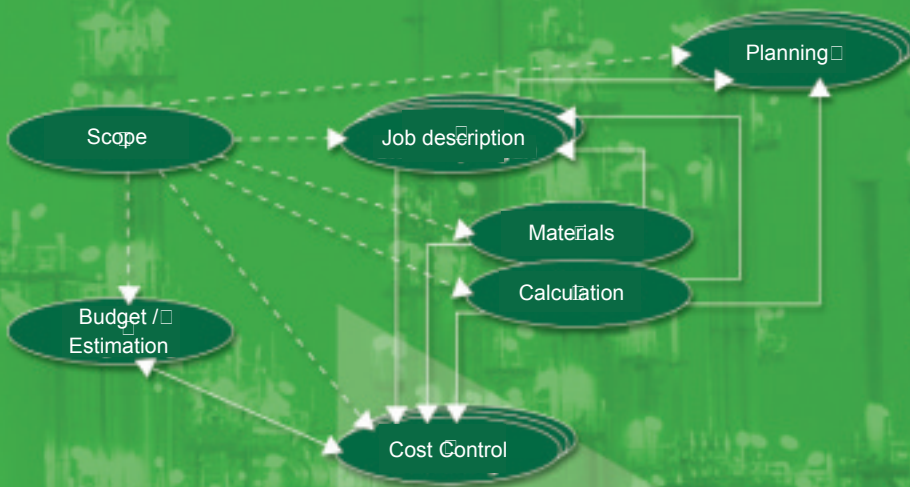 Planning
Scope
Job description
Materials
Calculation
Budget /
Estimation
Cost Control